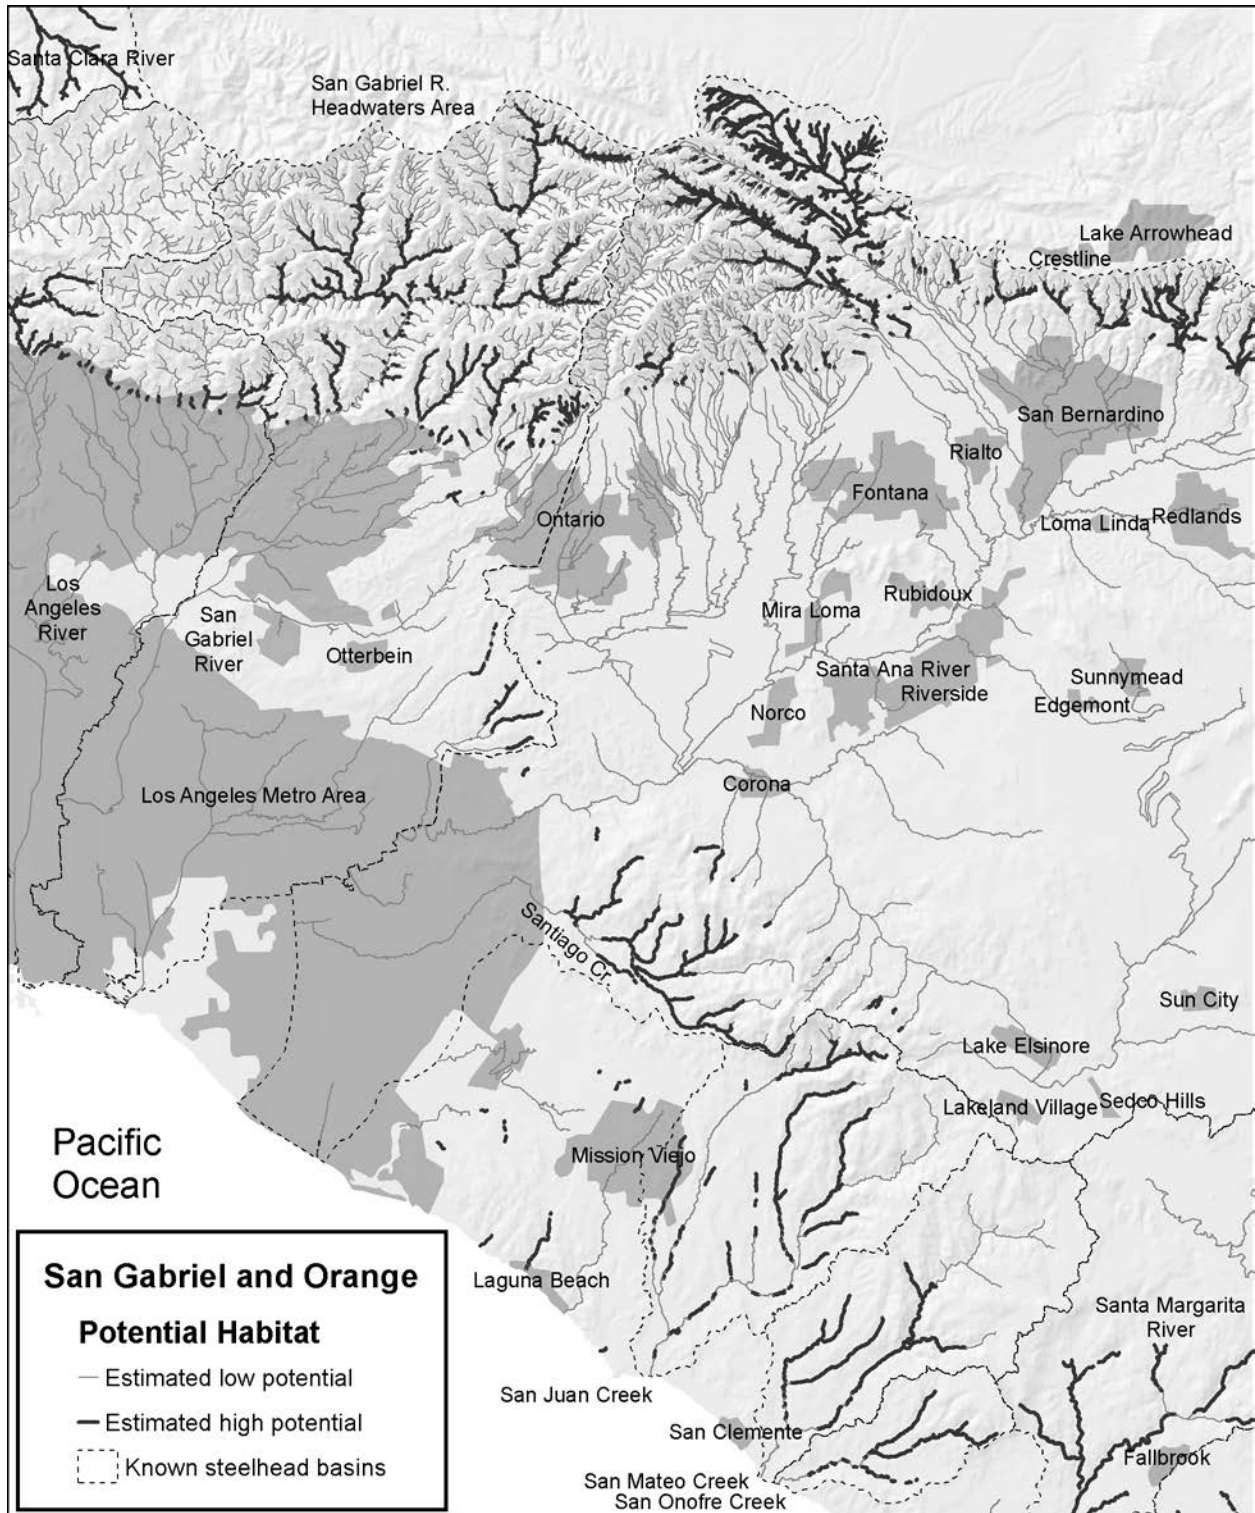 Santa Clara River
San Gabriel R.
Headwaters Area
Lake Arrowhead
Crestline
San Bernardino
Rialto
Fontana
Ontario
Loma Linda
Redlands
Los
Angeles
River
San
Gabriel
River
Otterbein
Mira Loma
Rubidoux
Santa Ana River
Riverside
Sunnymead
Edgemont
Norco
Corona
Los Angeles Metro Area
Santiago Cr.
Sun City
Lake Elsinore
Lakeland Village
Sedco Hills
Pacific
Ocean
Mission Viejo
Laguna Beach
Santa Margarita
River
San Juan Creek
San Clemente
Fallbrook
San Mateo Creek
San Onofre Creek
San Gabriel and Orange
Potential Habitat
Estimated low potential
Estimated high potential
Known steelhead basins